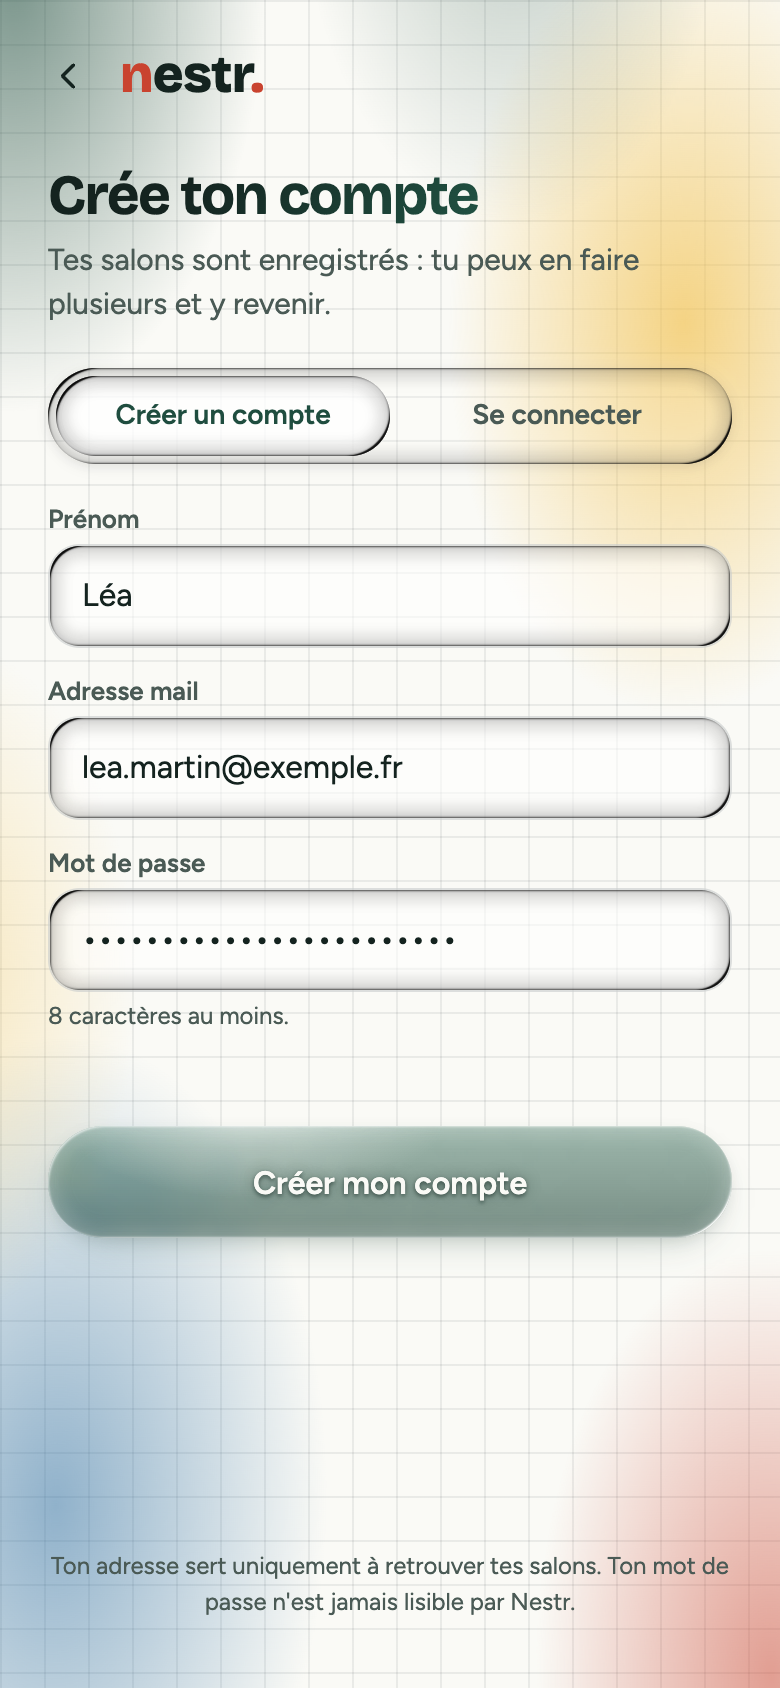 nestr.
Crée ton compte
Tes salons sont enregistrés : tu peux en faire
plusieurs et y revenir.
Créer un compte
Se connecter
Prénom
Léa
Adresse mail
lea.martin@exemple.fr
Mot de passe
••••••••••••••••••••••••
8 caractères au moins.
Créer mon compte
Ton adresse sert uniquement à retrouver tes salons. Ton mot de
passe n'est jamais lisible par Nestr.